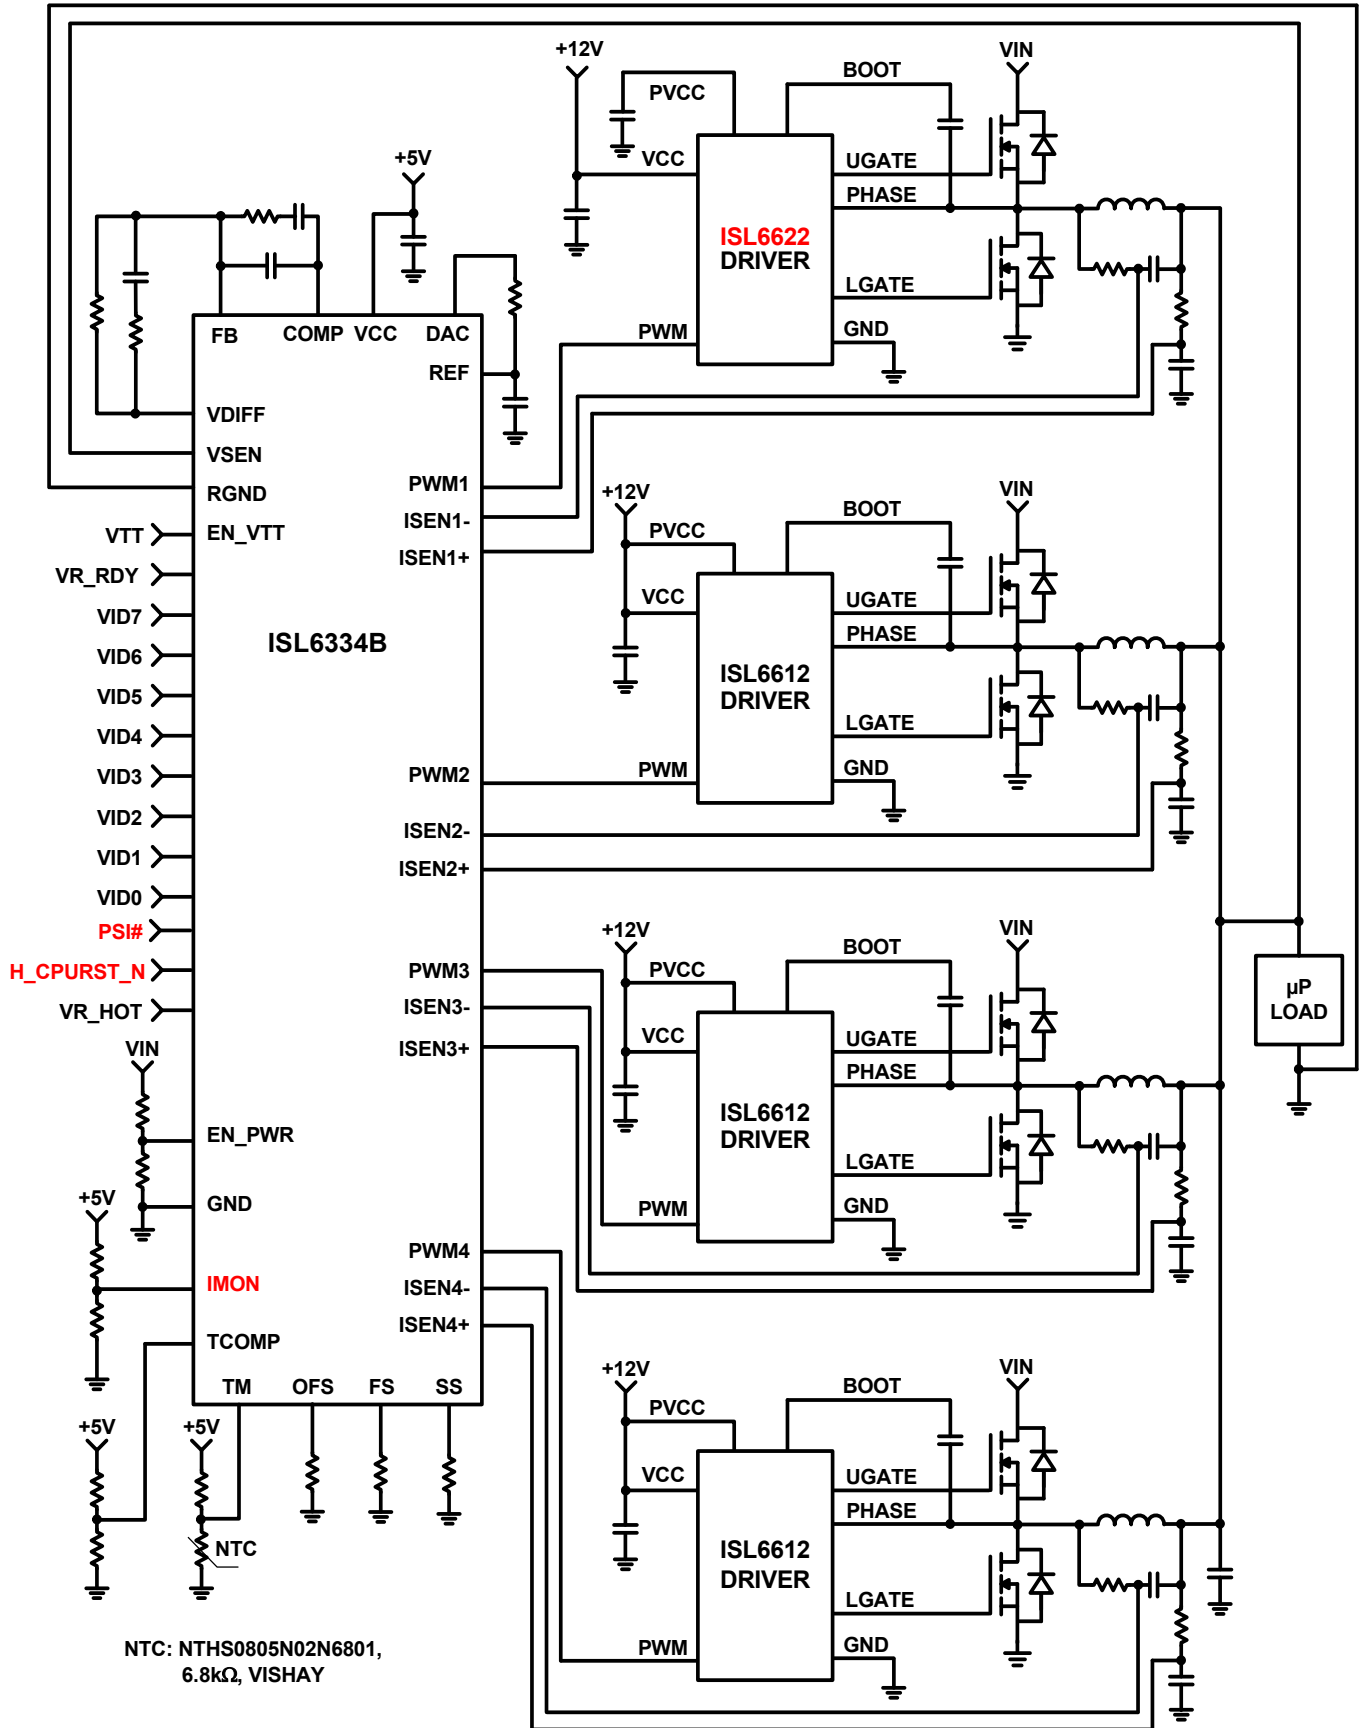 +12V
PVCC
BOOT
VIN
VCC
UGATE
PHASE
ISL6622
DRIVER
LGATE
PWM
GND
+5V
FB
COMP
VCC
DAC
REF
VDIFF
VSEN
RGND
EN_VTT
VTT
VR_RDY
VID7
VID6
VID5
VID4
VID3
VID2
VID1
VID0
PSI#
H_CPURST_N
VR_HOT
VIN
EN_PWR
GND
+5V
IMON
TCOMP
TM
OFS
FS
SS
ISL6334B
PWM1
ISEN1-
ISEN1+
PWM2
ISEN2-
ISEN2+
PWM3
ISEN3-
ISEN3+
PWM4
ISEN4-
ISEN4+
+12V
PVCC
BOOT
VIN
VCC
UGATE
PHASE
ISL6612
DRIVER
LGATE
PWM
GND
+12V
PVCC
BOOT
VIN
VCC
UGATE
PHASE
ISL6612
DRIVER
LGATE
PWM
GND
µP
LOAD
+12V
PVCC
BOOT
VIN
VCC
UGATE
PHASE
ISL6612
DRIVER
LGATE
PWM
GND
+5V
+5V
NTC
NTC: NTHS0805N02N6801,
6.8kΩ, VISHAY